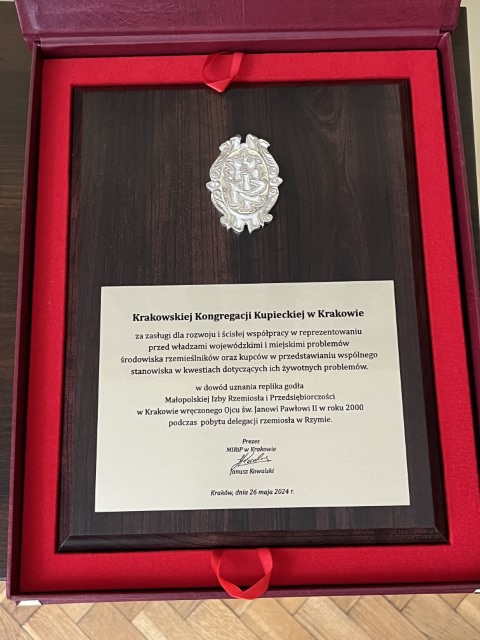 Krakowskiej Kongregacji Kupieckiej w Krakowie
za zasługi dla rozwoju i ścisłej współpracy w reprezentowaniu
przed władzami wojewódzkimi i miejskimi problemów
środowiska rzemieślników oraz kupców w przedstawianiu wspólnego
stanowiska w kwestiach dotyczących ich żywotnych problemów.
w dowód uznania replika godła
Małopolskiej Izby Rzemiosła i Przedsiębiorczości
w Krakowie wręczonego Ojcu św. Janowi Pawłowi II w roku 2000
podczas pobytu delegacji rzemiosła w Rzymie.
Prezes
MIRiP w Krakowie
Janusz Kowalski
Kraków, dnia 26 maja 2024 r.